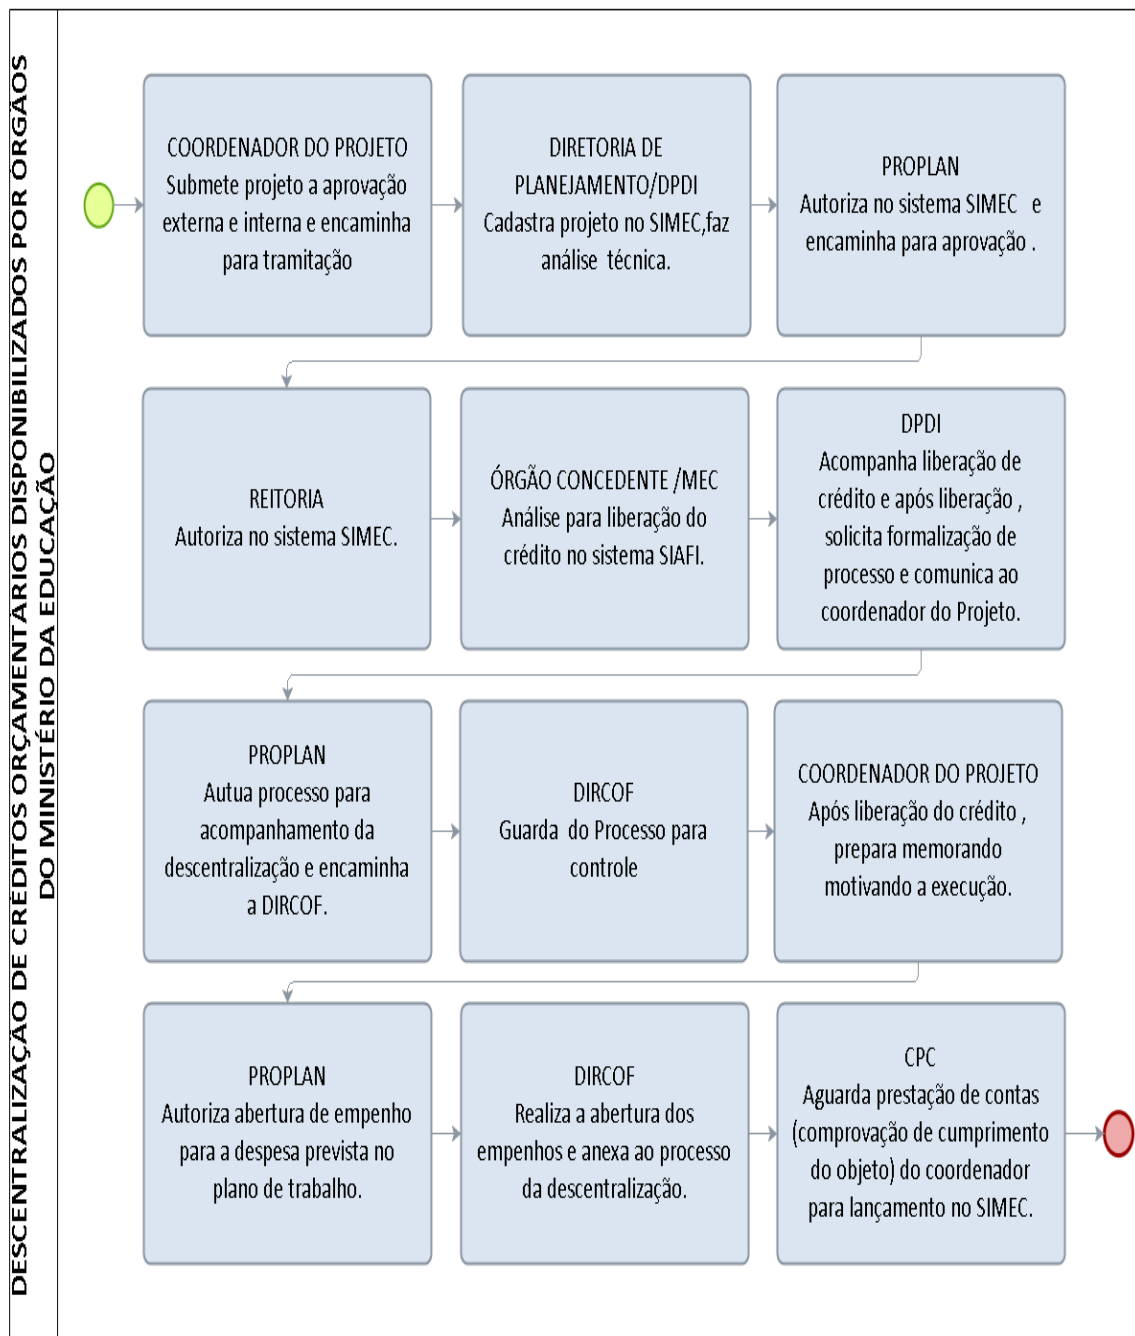 DESCENTRALIZAÇÃO DE CRÉDITOS ORÇAMENTÁRIOS DISPONIBILIZADOS POR ÓRGÃOS
DO MINISTÉRIO DA EDUCAÇÃO
COORDENADOR DO PROJETO
Submete projeto a aprovação
externa e interna e encaminha
para tramitação
DIRETORIA DE
PLANEJAMENTO/DPDI
Cadastra projeto no SIMEC,faz
análise técnica.
PROPLAN
Autoriza no sistema SIMEC e
encaminha para aprovação .
REITORIA
Autoriza no sistema SIMEC.
ÓRGÃO CONCEDENTE /MEC
Análise para liberação do
crédito no sistema SIAFI.
DPDI
Acompanha liberação de
crédito e após liberação ,
solicita formalização de
processo e comunica ao
coordenador do Projeto.
PROPLAN
Autua processo para
acompanhamento da
descentralização e encaminha
a DIRCOF.
DIRCOF
Guarda do Processo para
controle
COORDENADOR DO PROJETO
Após liberação do crédito ,
prepara memorando
motivando a execução.
PROPLAN
Autoriza abertura de empenho
para a despesa prevista no
plano de trabalho.
DIRCOF
Realiza a abertura dos
empenhos e anexa ao processo
da descentralização.
CPC
Aguarda prestação de contas
(comprovação de cumprimento
do objeto) do coordenador
para lançamento no SIMEC.